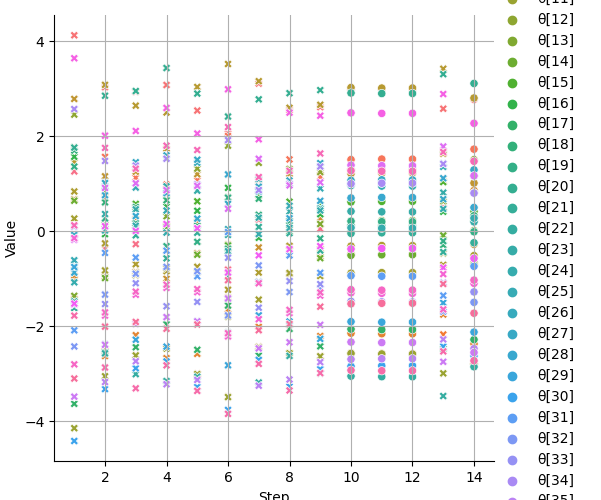 4
2
0
−2
−4
Value
2
4
6
8
10
12
14
Step
θ[12]
θ[13]
θ[14]
θ[15]
θ[16]
θ[17]
θ[18]
θ[19]
θ[20]
θ[21]
θ[22]
θ[23]
θ[24]
θ[25]
θ[26]
θ[27]
θ[28]
θ[29]
θ[30]
θ[31]
θ[32]
θ[33]
θ[34]